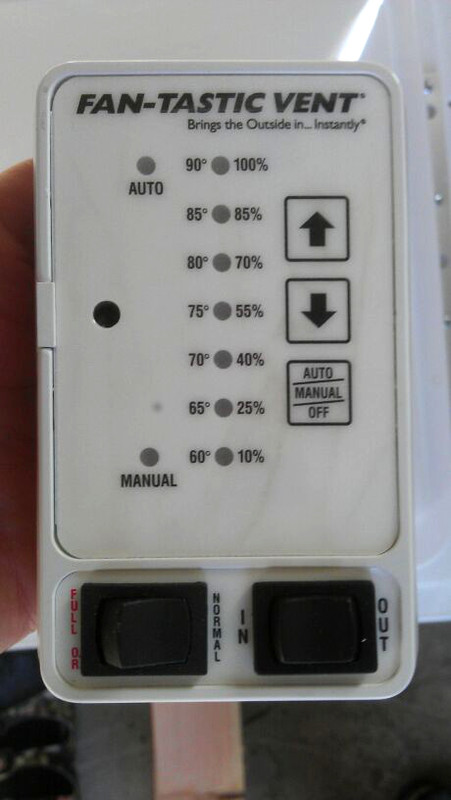 FAN-TASTIC VENT®
Brings the Outside in... Instantly®
AUTO
90° 100%
85° 85%
80° 70%
75° 55%
70° 40%
65° 25%
60° 10%
MANUAL
AUTO
MANUAL
OFF
FULL OR
NORMAL
IN
OUT